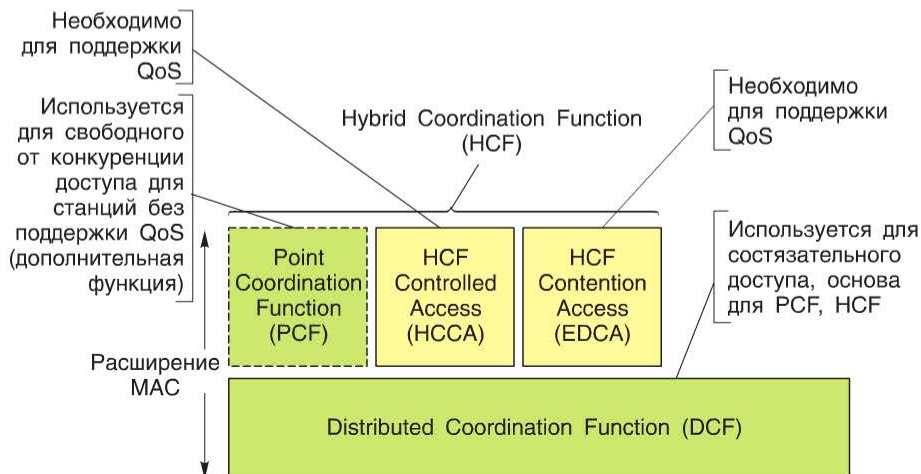 Необходимо
для поддержки
QoS
Используется
для свободного
от конкуренции
доступа для
станций без
поддержки QoS
(дополнительная
функция)
Hybrid Coordination Function
(HCF)
Необходимо
для поддержки
QoS
Используется для
состязательного
доступа, основа
для PCF, HCF
Point
Coordination
Function
(PCF)
HCF
Controlled
Access
(HCCA)
HCF
Contention
Access
(EDCA)
Расширение
MAC
Distributed Coordination Function (DCF)